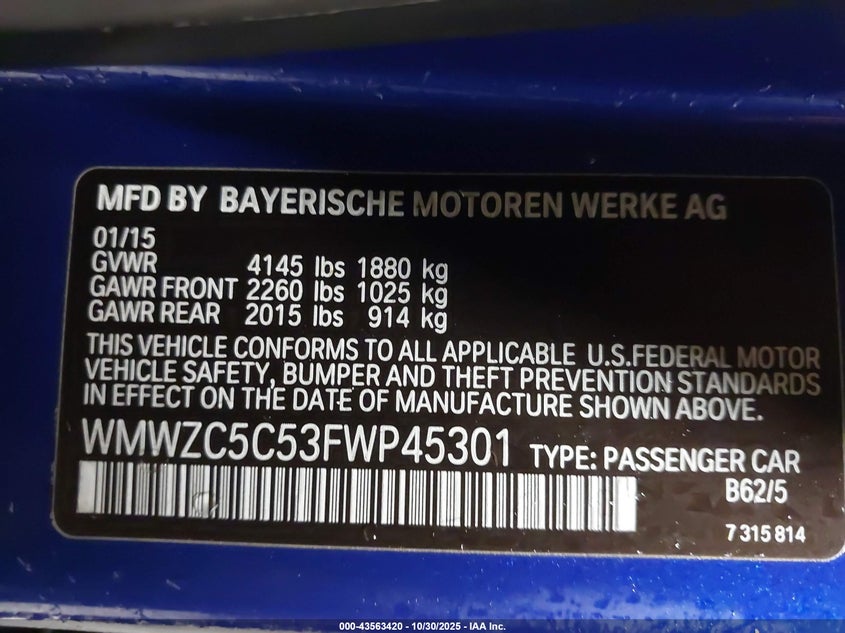 MFD BY BAYERISCHE MOTOREN WERKE AG
01/15
GVWR 4145 lbs 1880 kg
GAWR FRONT 2260 lbs 1025 kg
GAWR REAR 2015 lbs 914 kg
THIS VEHICLE CONFORMS TO ALL APPLICABLE U.S.FEDERAL MOTOR
VEHICLE SAFETY, BUMPER AND THEFT PREVENTION STANDARDS
IN EFFECT ON THE DATE OF MANUFACTURE SHOWN ABOVE.
WMWZC5C53FWP45301 TYPE: PASSENGER CAR
B62/5
7 315 814
000-43563420 - 10/30/2025 - IAA Inc.